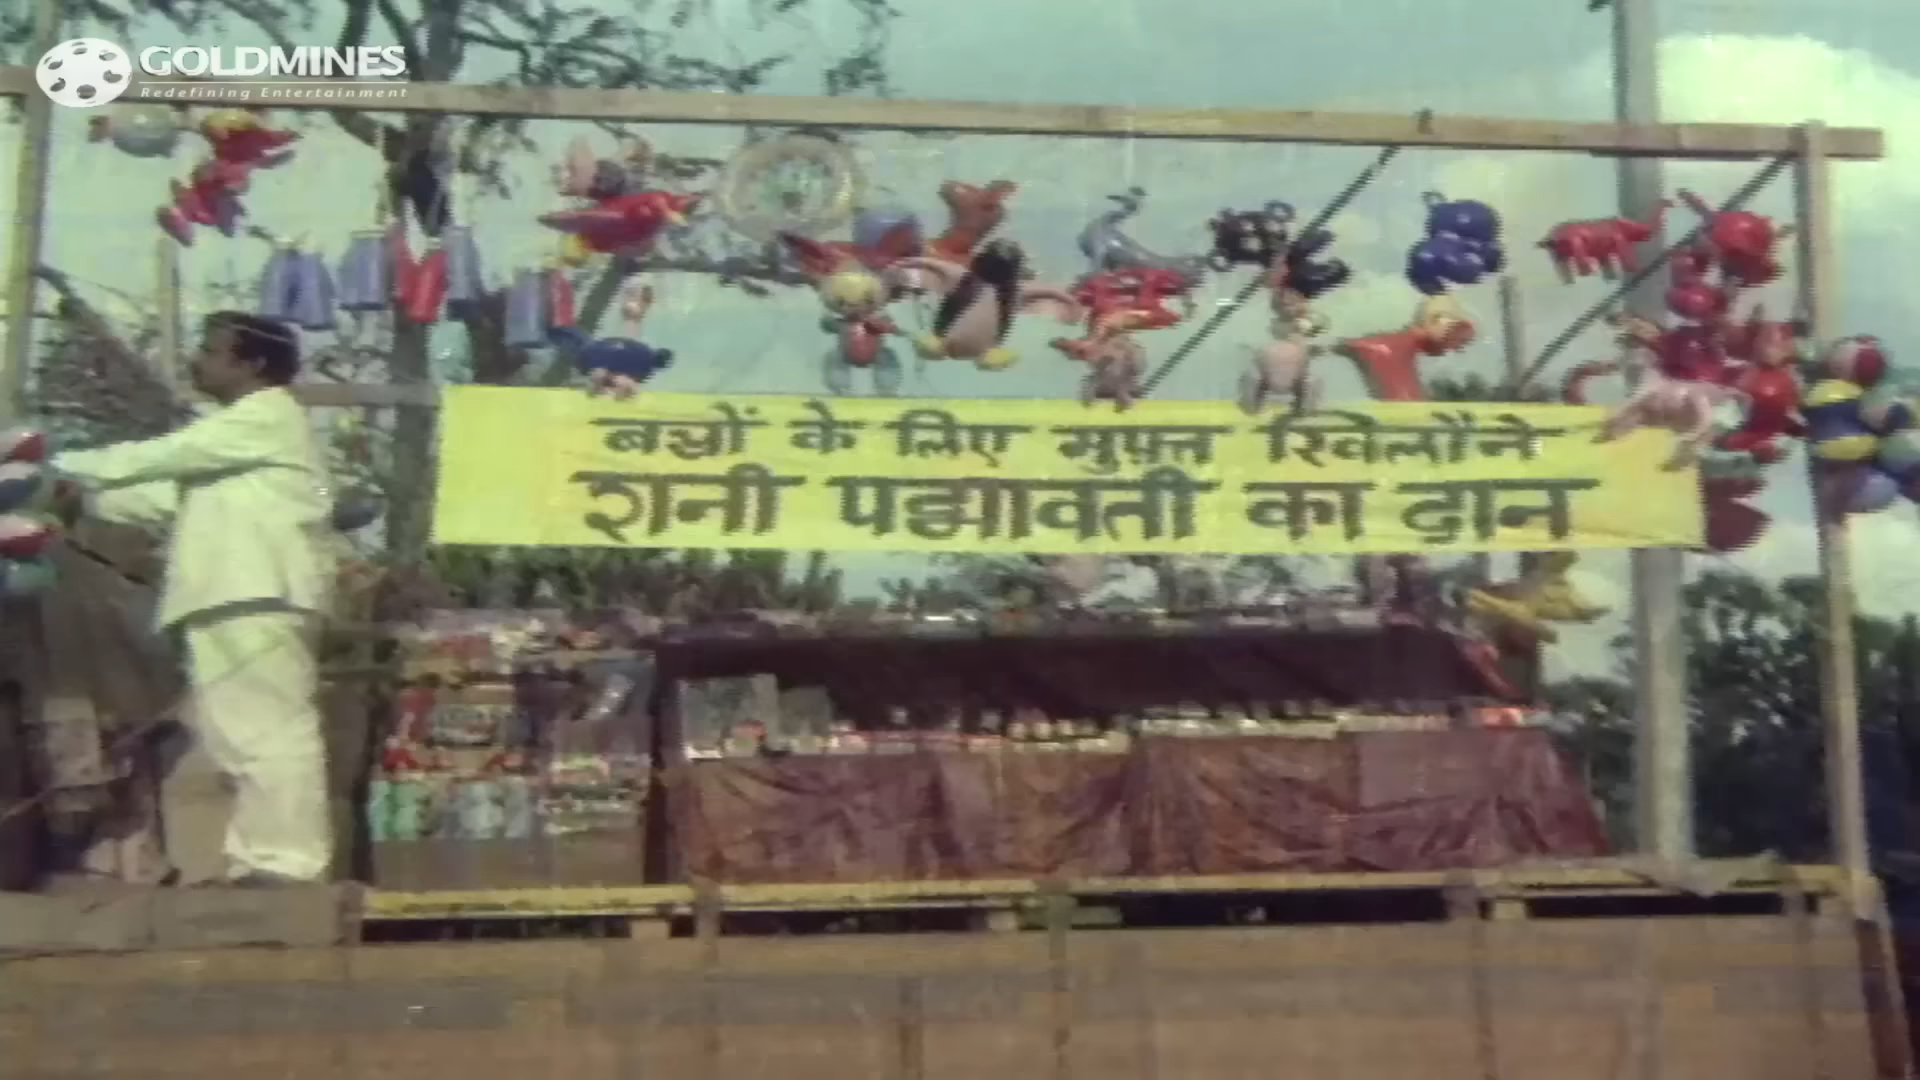 GOLDMINES
Redefining Entertainment
बच्चों के लिए मुफ़्त खिलौने
रानी पद्मावती का दान